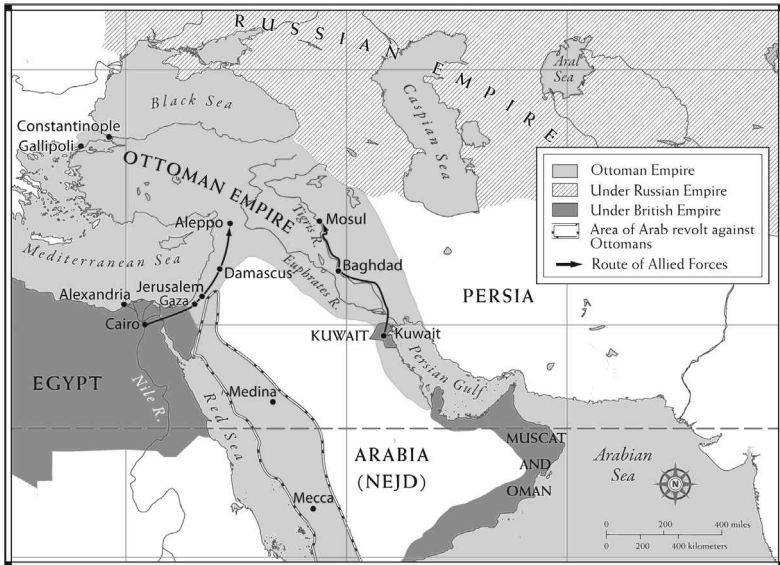 RUSSIAN EMPIRE
Aral
Sea
Black Sea
Caspian Sea
Constantinople
Gallipoli
OTTOMAN EMPIRE
Ottoman Empire
Under Russian Empire
Under British Empire
Area of Arab revolt against
Ottomans
Route of Allied Forces
Aleppo
Mosul
Tigris R.
Mediterranean Sea
Damascus
Baghdad
Euphrates R.
Jerusalem
Gaza
Alexandria
Cairo
PERSIA
KUWAIT
Kuwait
EGYPT
Nile R.
Persian Gulf
Medina
Red Sea
ARABIA
(NEJD)
MUSCAT
AND
OMAN
Arabian
Sea
N
Mecca
0 200 400 miles
0 200 400 kilometers